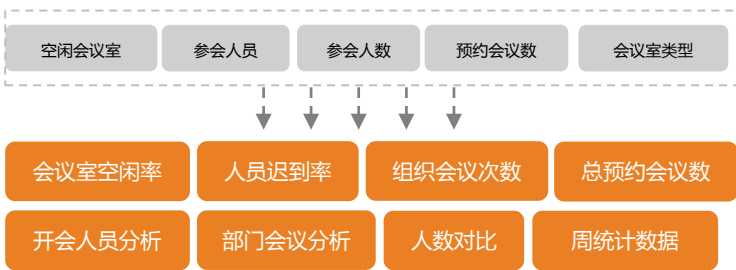 空闲会议室 参会人员 参会人数 预约会议数 会议室类型
会议室空闲率 人员迟到率 组织会议次数 总预约会议数
开会人员分析 部门会议分析 人数对比 周统计数据